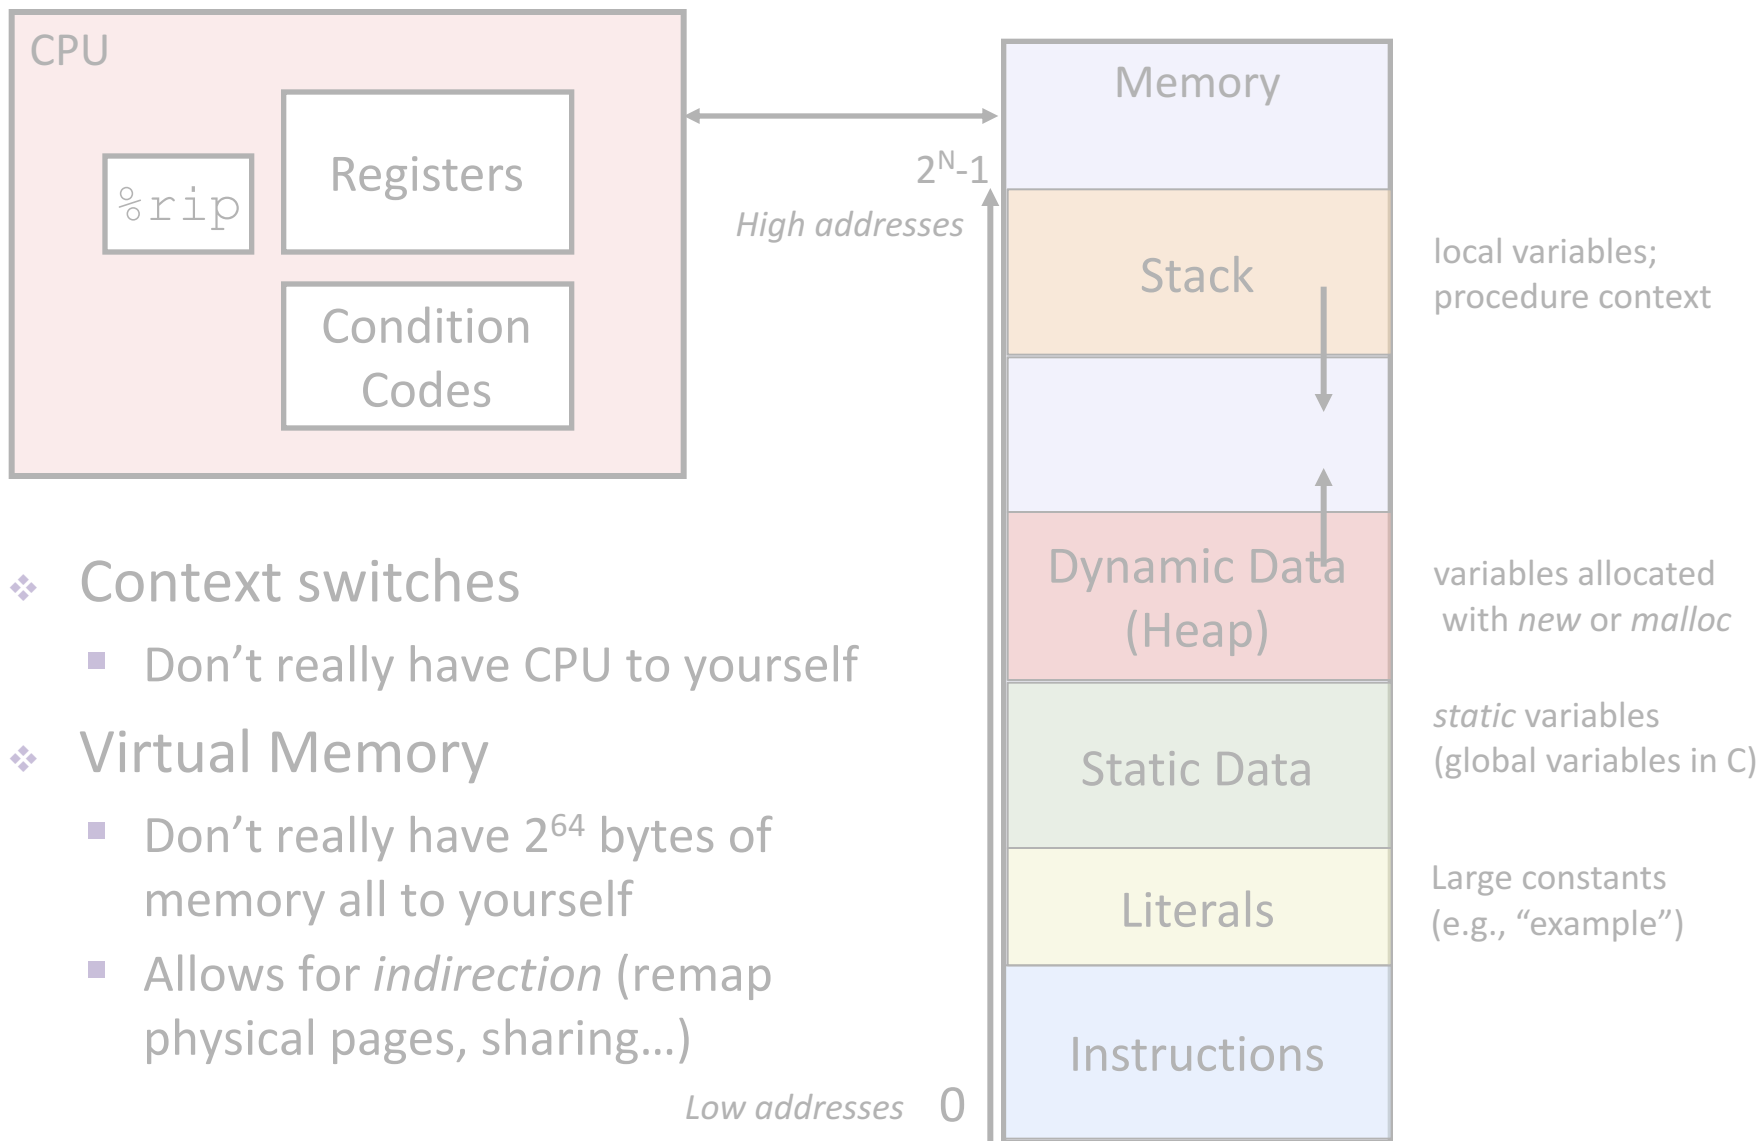 CPU
Registers
%rip
Condition
Codes
Memory
2ᴺ-1
High addresses
Stack
local variables;
procedure context
Dynamic Data
(Heap)
variables allocated
with new or malloc
Static Data
static variables
(global variables in C)
Literals
Large constants
(e.g., “example”)
Instructions
Low addresses 0
❖ Context switches
▪ Don’t really have CPU to yourself
❖ Virtual Memory
▪ Don’t really have 2⁶⁴ bytes of
memory all to yourself
▪ Allows for indirection (remap
physical pages, sharing…)